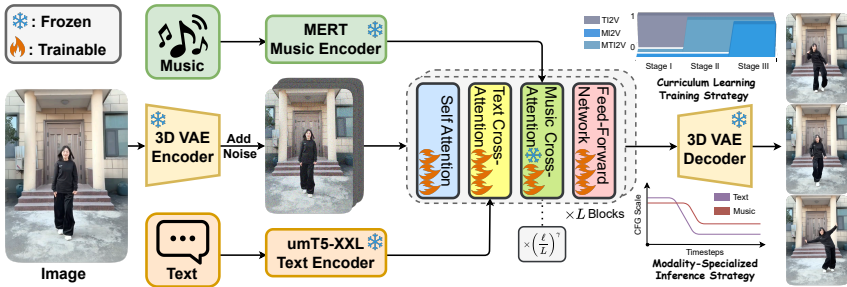 : Frozen
: Trainable
Music
MERT
Music Encoder
TI2V
MI2V
MTI2V
1
0
Stage I
Stage II
Stage III
Curriculum Learning
Training Strategy
3D VAE
Encoder
Add
Noise
Self Attention
Text Cross-
Attention
Music Cross-
Attention
Feed-Forward
Network
3D VAE
Decoder
×L Blocks
×(ℓ/L)^γ
CFG Scale
Text
Music
Timesteps
Modality-Specialized
Inference Strategy
Image
Text
umT5-XXL
Text Encoder